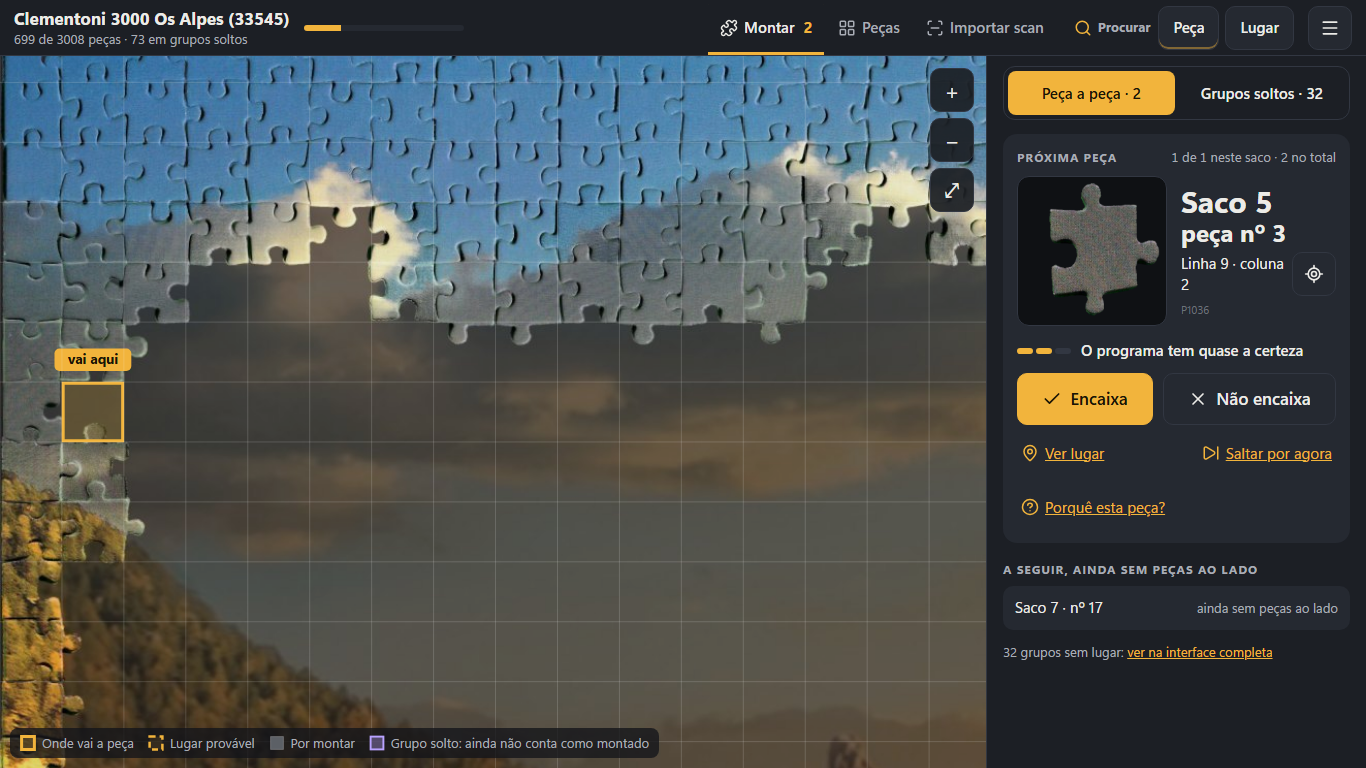 Clementoni 3000 Os Alpes (33545)
699 de 3008 peças · 73 em grupos soltos
Montar 2
Peças
Importar scan
Procurar
Peça
Lugar
Peça a peça · 2
Grupos soltos · 32
PRÓXIMA PEÇA
1 de 1 neste saco · 2 no total
Saco 5
peça nº 3
Linha 9 · coluna
2
P1036
O programa tem quase a certeza
Encaixa
Não encaixa
Ver lugar
Saltar por agora
Porquê esta peça?
A SEGUIR, AINDA SEM PEÇAS AO LADO
Saco 7 · nº 17
ainda sem peças ao lado
32 grupos sem lugar: ver na interface completa
vai aqui
Onde vai a peça
Lugar provável
Por montar
Grupo solto: ainda não conta como montado